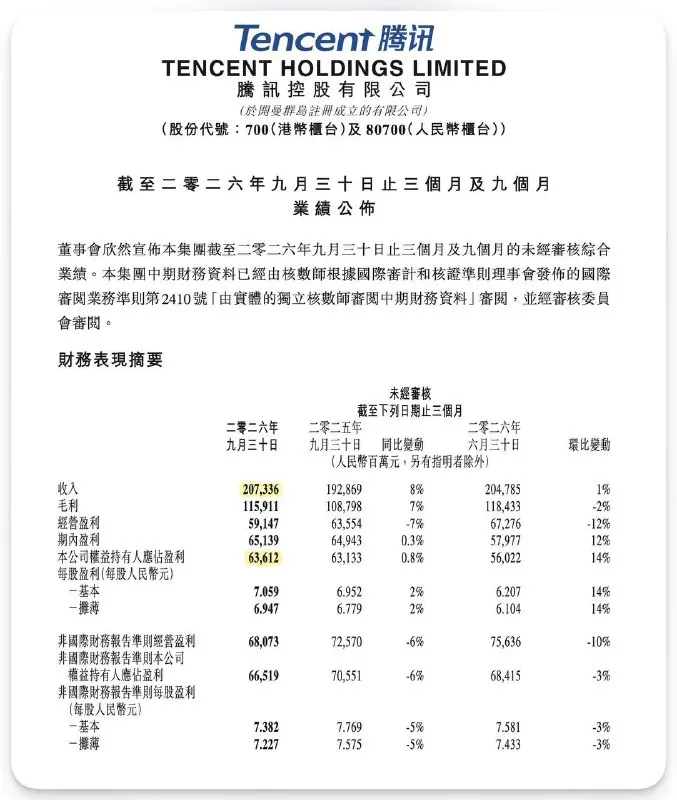 Tencent 腾讯
TENCENT HOLDINGS LIMITED
騰訊控股有限公司
(於開曼群島註冊成立的有限公司)
(股份代號：700(港幣櫃台)及80700(人民幣櫃台))
截至二零二六年九月三十日止三個月及九個月
業績公佈
董事會欣然宣佈本集團截至二零二六年九月三十日止三個月及九個月的未經審核綜合
業績。本集團中期財務資料已經由核數師根據國際審計和核證準則理事會發佈的國際
審閱業務準則第2410號「由實體的獨立核數師審閱中期財務資料」審閱，並經審核委員
會審閱。
財務表現摘要
未經審核
截至下列日期止三個月
二零二六年 二零二五年 二零二六年
九月三十日 九月三十日 同比變動 六月三十日 環比變動
(人民幣百萬元，另有指明者除外)
收入 207,336 192,869 8% 204,785 1%
毛利 115,911 108,798 7% 118,433 -2%
經營盈利 59,147 63,554 -7% 67,276 -12%
期內盈利 65,139 64,943 0.3% 57,977 12%
本公司權益持有人應佔盈利 63,612 63,133 0.8% 56,022 14%
每股盈利(每股人民幣元)
－基本 7.059 6.952 2% 6.207 14%
－攤薄 6.947 6.779 2% 6.104 14%
非國際財務報告準則經營盈利 68,073 72,570 -6% 75,636 -10%
非國際財務報告準則本公司
權益持有人應佔盈利 66,519 70,551 -6% 68,415 -3%
非國際財務報告準則每股盈利
(每股人民幣元)
－基本 7.382 7.769 -5% 7.581 -3%
－攤薄 7.227 7.575 -5% 7.433 -3%